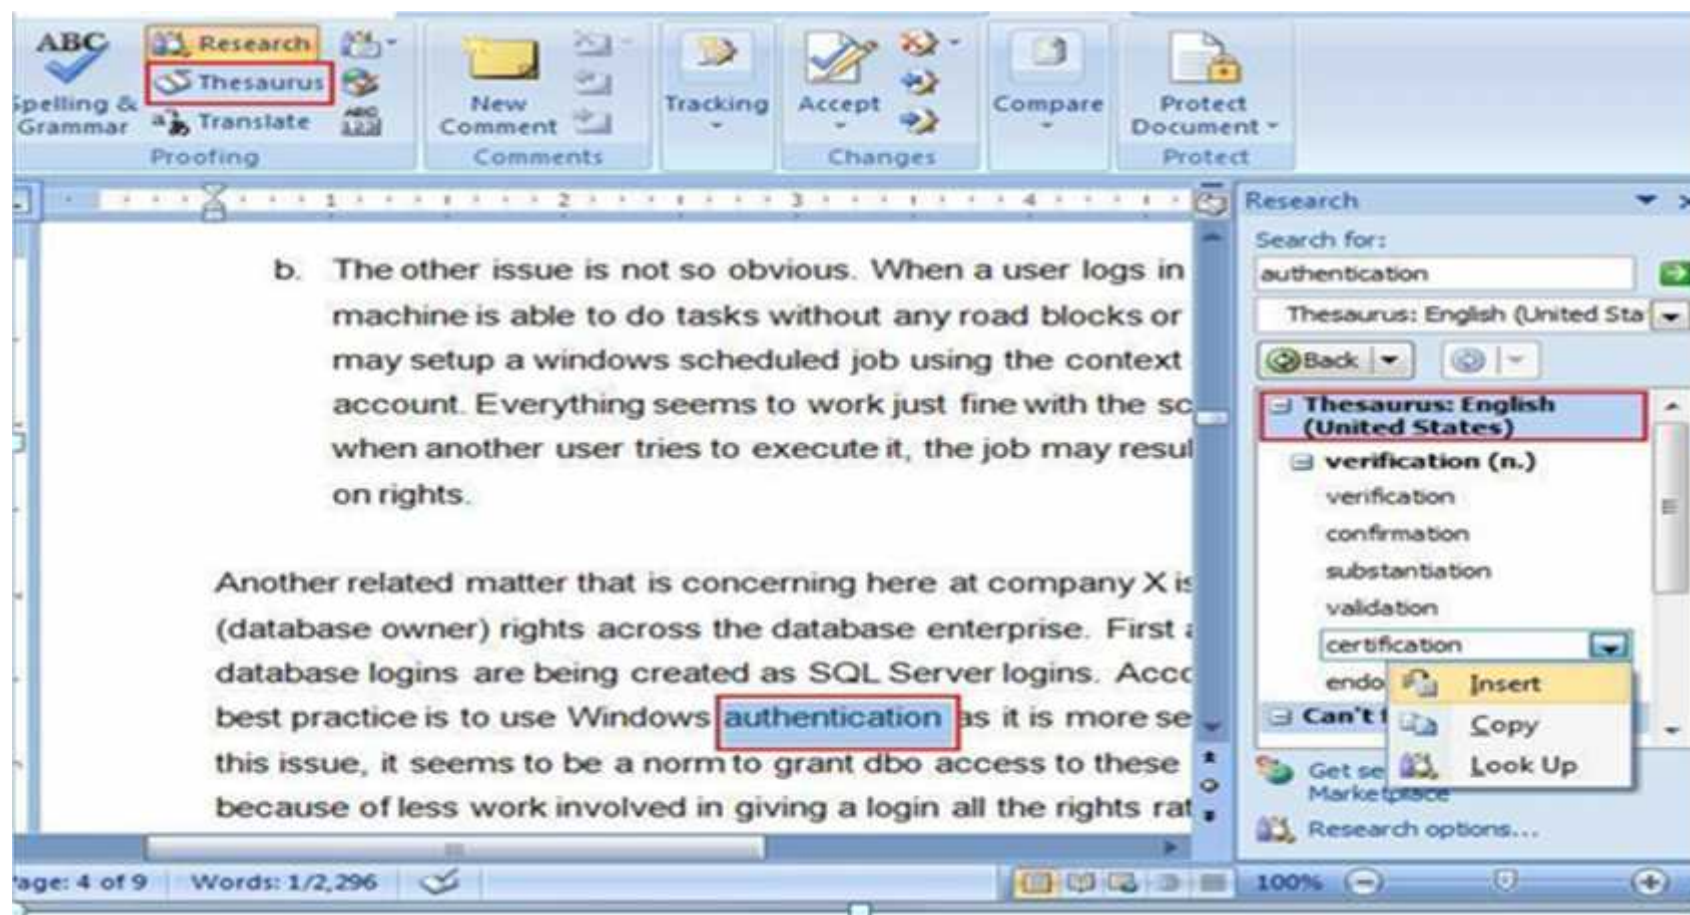 ABC
Research
Thesaurus
Spelling &
Grammar
Translate
ABC
123
Proofing
New
Comment
Comments
Tracking
Accept
Changes
Compare
Protect
Document
Protect
1 2 3 4
b. The other issue is not so obvious. When a user logs in
machine is able to do tasks without any road blocks or
may setup a windows scheduled job using the context
account. Everything seems to work just fine with the sc
when another user tries to execute it, the job may resul
on rights.
Another related matter that is concerning here at company X is
(database owner) rights across the database enterprise. First a
database logins are being created as SQL Server logins. Acco
best practice is to use Windows authentication as it is more se
this issue, it seems to be a norm to grant dbo access to these
because of less work involved in giving a login all the rights rat
Research
Search for:
authentication
Thesaurus: English (United Sta
Back
Thesaurus: English
(United States)
verification (n.)
verification
confirmation
substantiation
validation
certification
endo
Insert
Can't
Copy
Look Up
Get se
Marketplace
Research options...
Page: 4 of 9
Words: 1/2,296
100%